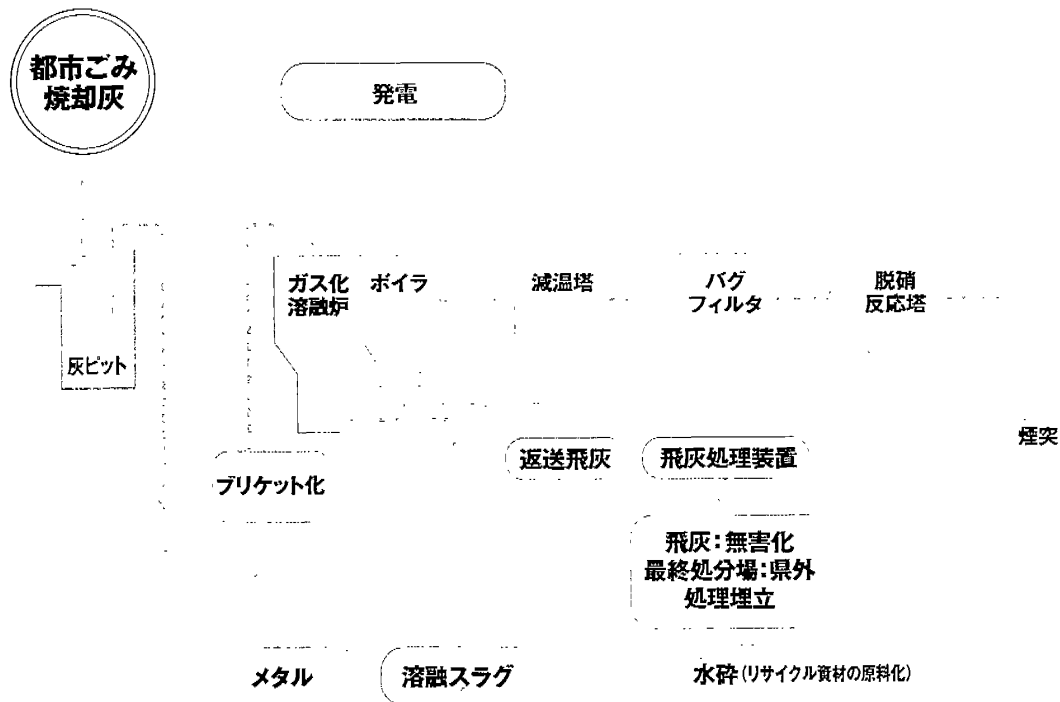 都市ごみ
焼却灰
発電
ガス化
溶融炉
ボイラ
減温塔
バグ
フィルタ
脱硝
反応塔
灰ピット
煙突
返送飛灰
飛灰処理装置
ブリケット化
飛灰：無害化
最終処分場：県外
処理埋立
メタル
溶融スラグ
水砕（リサイクル資材の原料化）